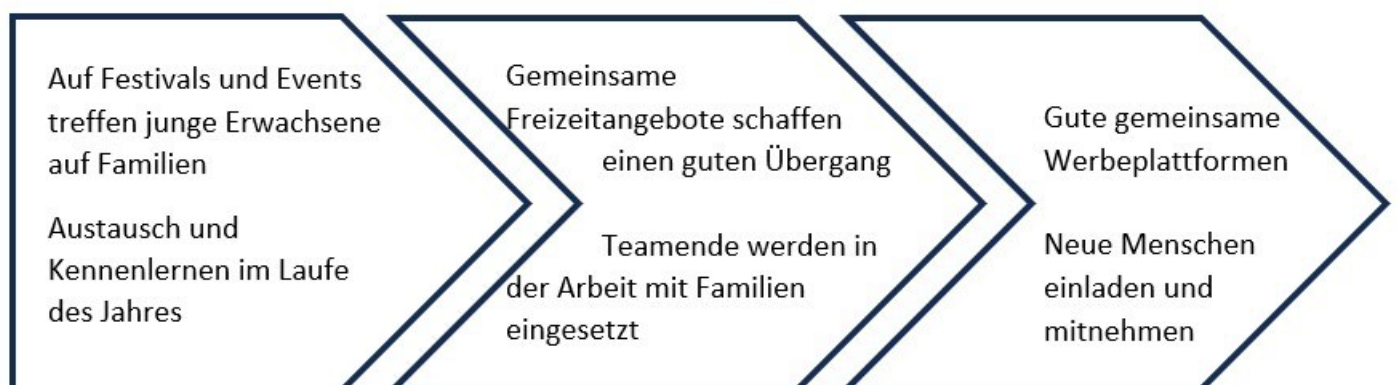 Auf Festivals und Events
treffen junge Erwachsene
auf Familien
Austausch und
Kennenlernen im Laufe
des Jahres
Gemeinsame
Freizeitangebote schaffen
einen guten Übergang
Teamende werden in
der Arbeit mit Familien
eingesetzt
Gute gemeinsame
Werbeplattformen
Neue Menschen
einladen und
mitnehmen